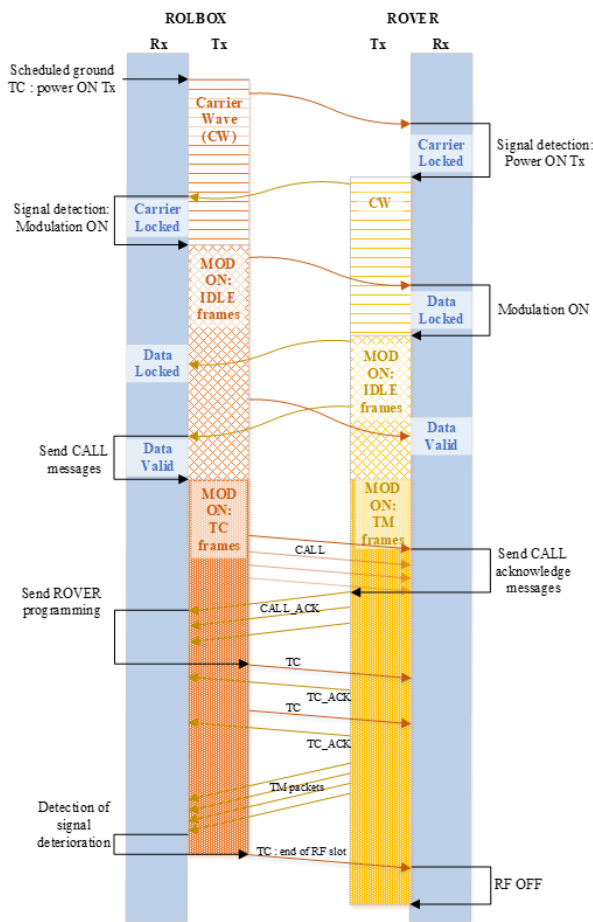 ROLBOX
ROVER
Rx
Tx
Tx
Rx
Scheduled ground
TC : power ON Tx
Carrier
Wave
(CW)
Carrier
Locked
Signal detection:
Power ON Tx
CW
Signal detection:
Modulation ON
Carrier
Locked
MOD
ON:
IDLE
frames
Data
Locked
Modulation ON
Data
Locked
MOD
ON:
IDLE
frames
Data
Valid
Send CALL
messages
Data
Valid
MOD
ON:
TC
frames
MOD
ON:
TM
frames
CALL
Send CALL
acknowledge
messages
Send ROVER
programming
CALL_ACK
TC
TC_ACK
TC
TC_ACK
TM packets
Detection of
signal
deterioration
TC : end of RF slot
RF OFF